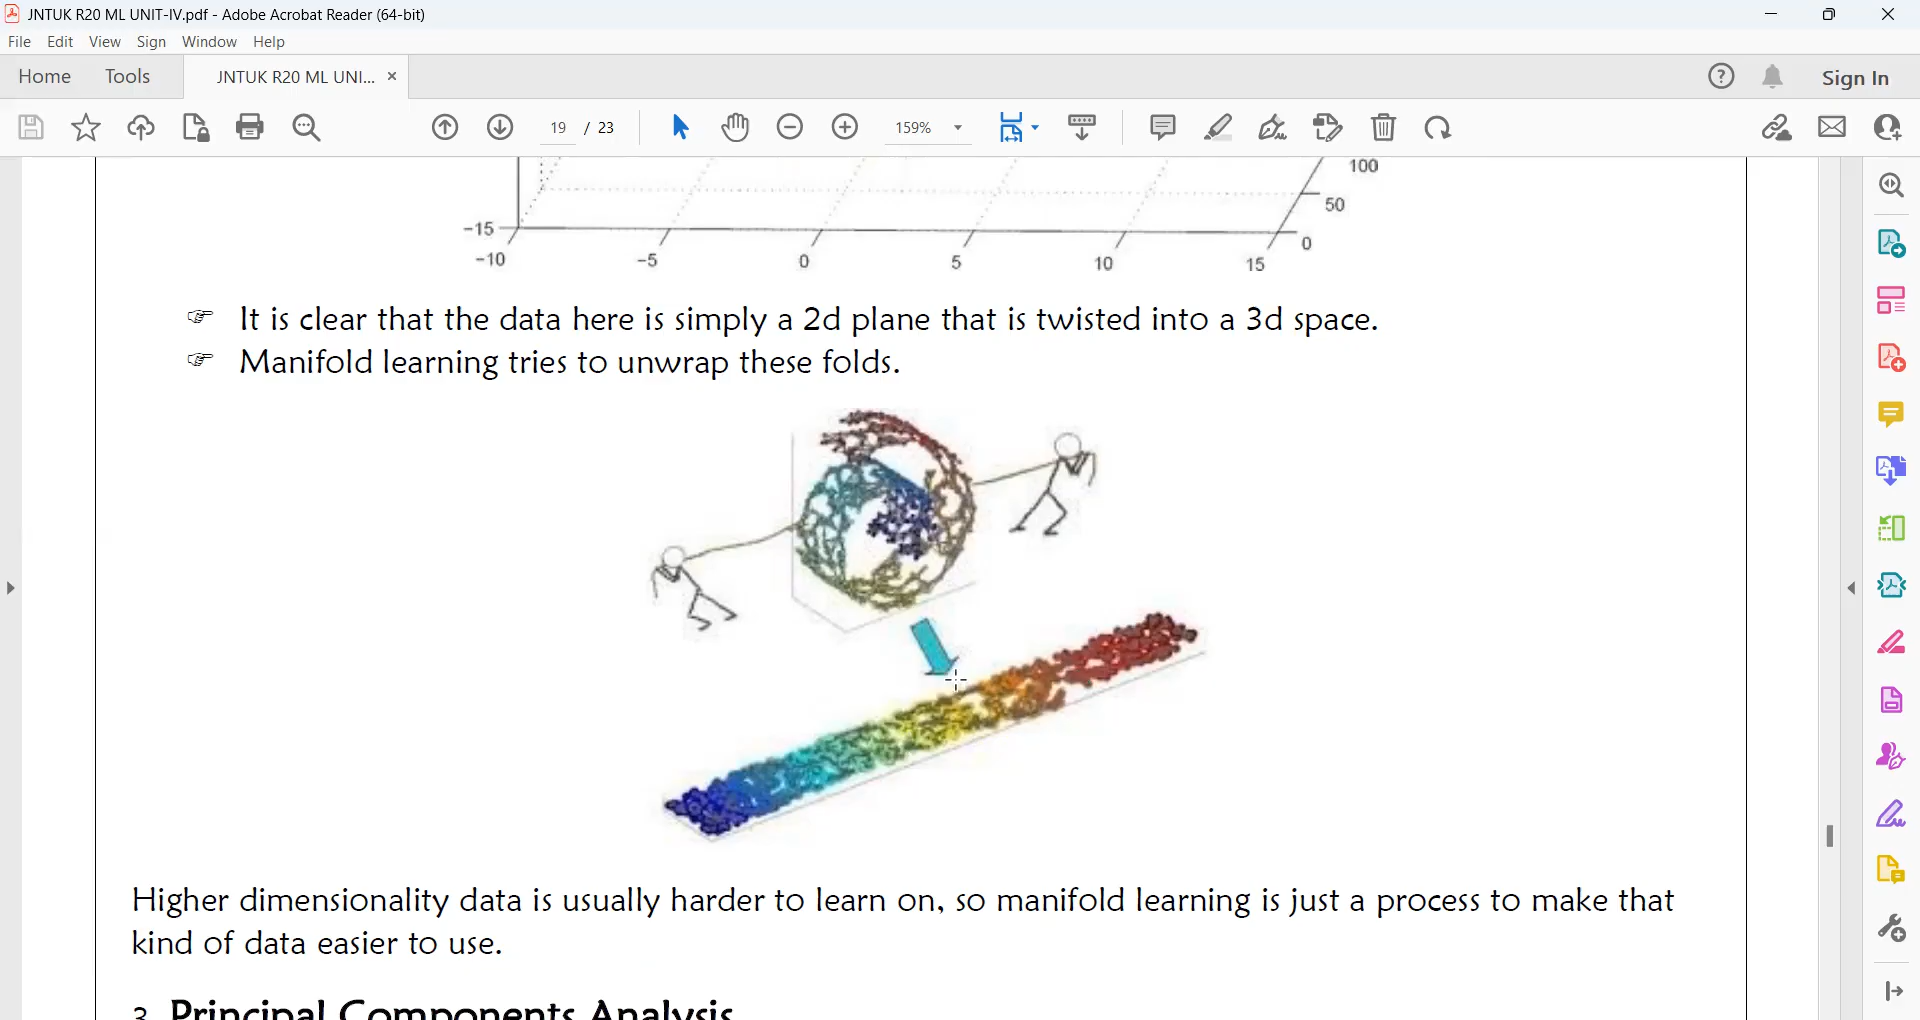 JNTUK R20 ML UNIT-IV.pdf - Adobe Acrobat Reader (64-bit)
File Edit View Sign Window Help
Home Tools JNTUK R20 ML UNI... × Sign In
19 / 23 159%
100
50
0
-15
-10 -5 0 5 10 15
☞ It is clear that the data here is simply a 2d plane that is twisted into a 3d space.
☞ Manifold learning tries to unwrap these folds.
Higher dimensionality data is usually harder to learn on, so manifold learning is just a process to make that
kind of data easier to use.
3 Principal Components Analysis